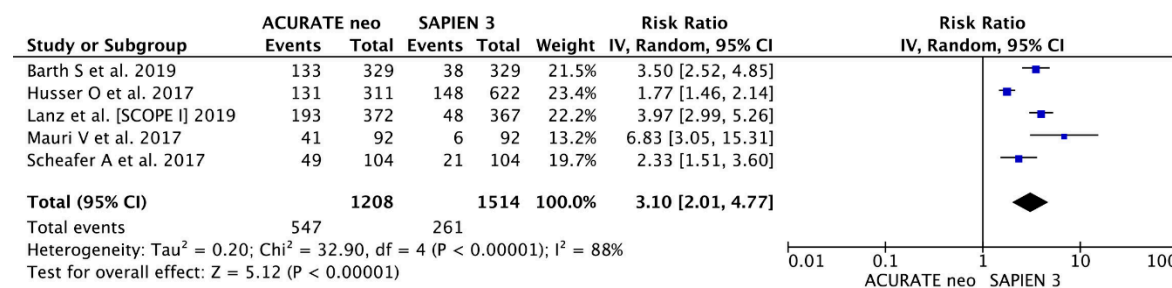 ACURATE neo SAPIEN 3 Risk Ratio Risk Ratio
Study or Subgroup Events Total Events Total Weight IV, Random, 95% CI IV, Random, 95% CI
Barth S et al. 2019 133 329 38 329 21.5% 3.50 [2.52, 4.85]
Husser O et al. 2017 131 311 148 622 23.4% 1.77 [1.46, 2.14]
Lanz et al. [SCOPE I] 2019 193 372 48 367 22.2% 3.97 [2.99, 5.26]
Mauri V et al. 2017 41 92 6 92 13.2% 6.83 [3.05, 15.31]
Scheafer A et al. 2017 49 104 21 104 19.7% 2.33 [1.51, 3.60]
Total (95% CI) 1208 1514 100.0% 3.10 [2.01, 4.77]
Total events 547 261
Heterogeneity: Tau² = 0.20; Chi² = 32.90, df = 4 (P < 0.00001); I² = 88%
Test for overall effect: Z = 5.12 (P < 0.00001)
0.01 0.1 1 10 100
ACURATE neo SAPIEN 3